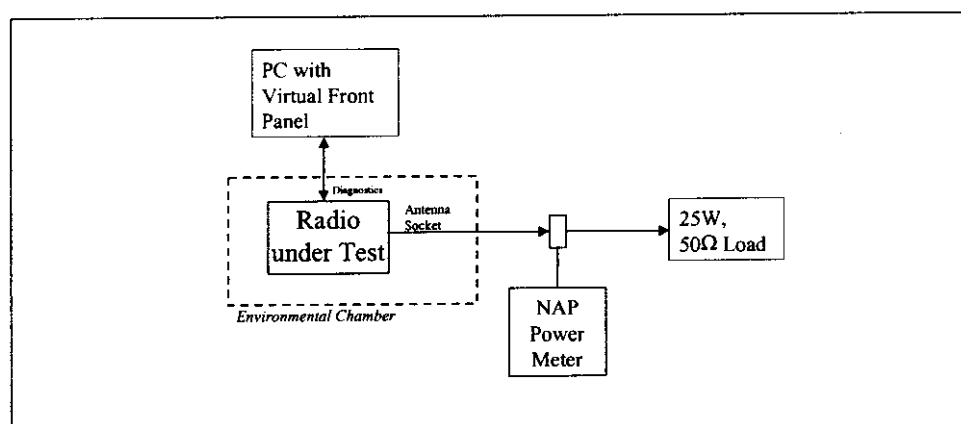 PC with
Virtual Front
Panel
Diagnostics
Radio
under Test
Antenna
Socket
25W,
50Ω Load
Environmental Chamber
NAP
Power
Meter